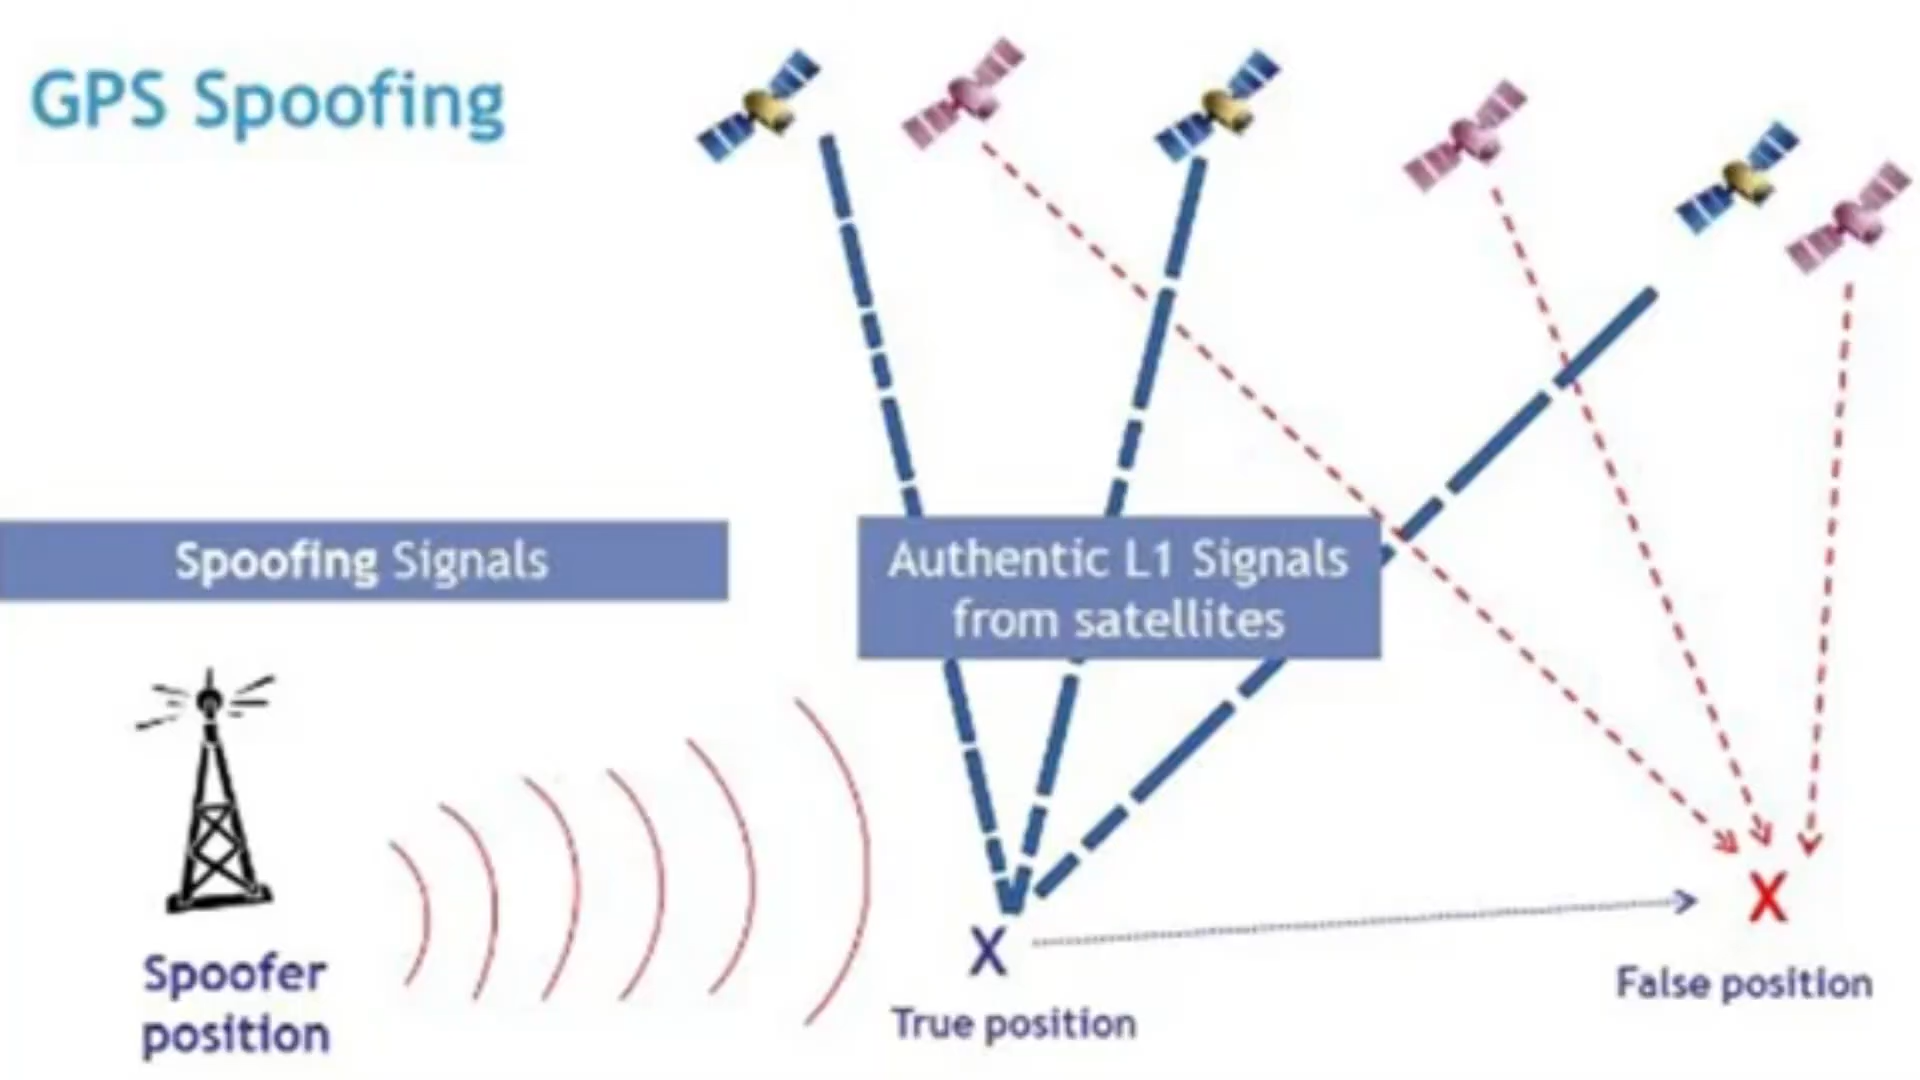 GPS Spoofing
Spoofing Signals
Authentic L1 Signals
from satellites
Spoofer
position
X
True position
X
False position